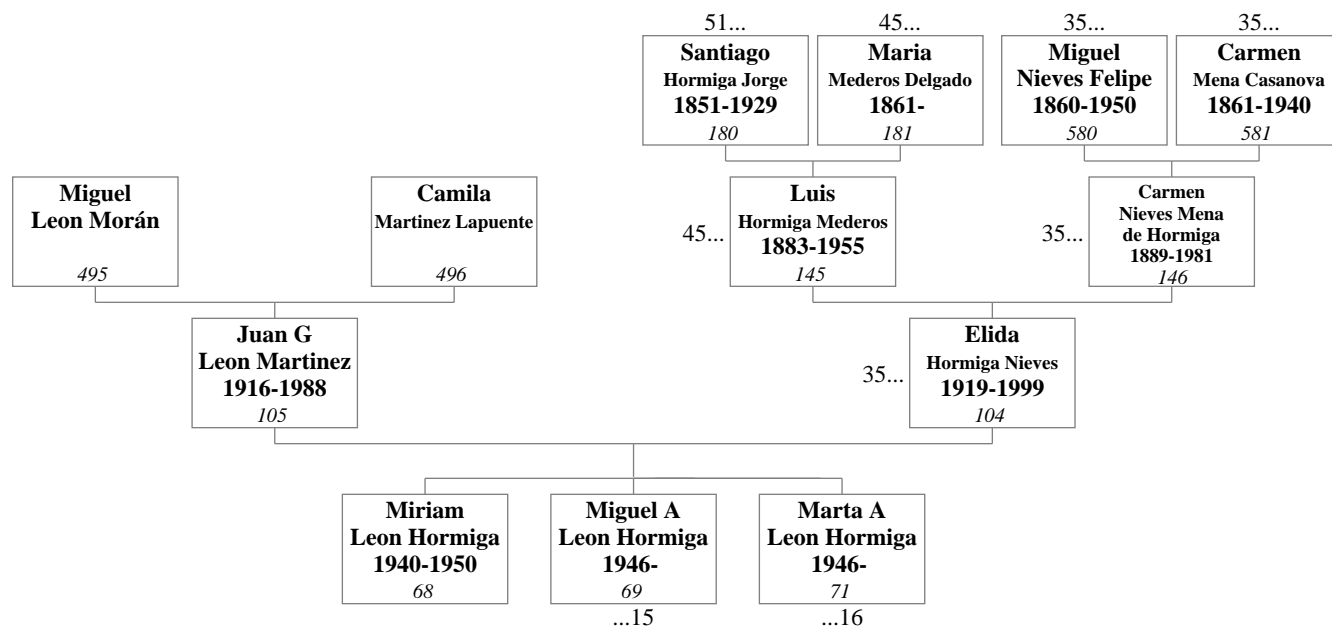 51...
45...
35...
35...
Santiago
Hormiga Jorge
1851-1929
180
Maria
Mederos Delgado
1861-
181
Miguel
Nieves Felipe
1860-1950
580
Carmen
Mena Casanova
1861-1940
581
Miguel
Leon Morán
495
Camila
Martinez Lapuente
496
45...
Luis
Hormiga Mederos
1883-1955
145
35...
Carmen
Nieves Mena
de Hormiga
1889-1981
146
Juan G
Leon Martinez
1916-1988
105
35...
Elida
Hormiga Nieves
1919-1999
104
Miriam
Leon Hormiga
1940-1950
68
Miguel A
Leon Hormiga
1946-
69
...15
Marta A
Leon Hormiga
1946-
71
...16